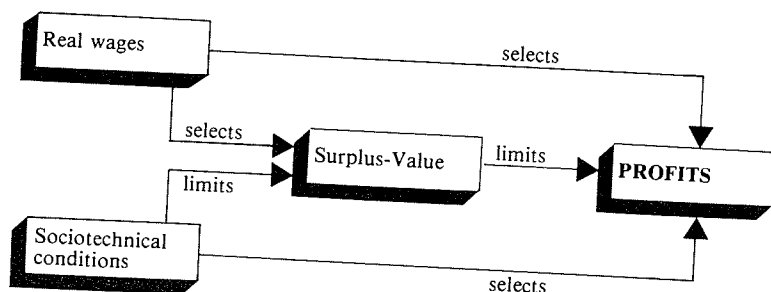 Real wages
selects
selects
Surplus-Value
limits
PROFITS
limits
Sociotechnical
conditions
selects